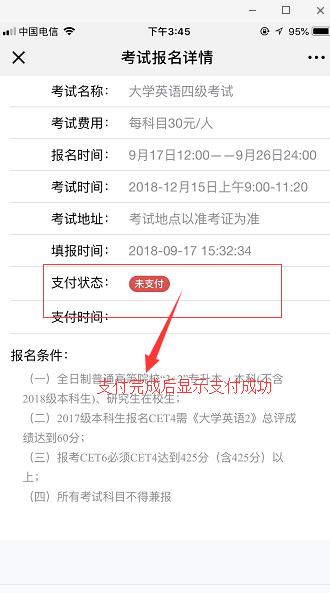 中国电信 下午3:45 95%
考试报名详情
考试名称： 大学英语四级考试
考试费用： 每科目30元/人
报名时间： 9月17日12:00——9月26日24:00
考试时间： 2018-12月15日上午9:00-11:20
考试地址： 考试地点以准考证为准
填报时间： 2018-09-17 15:32:34
支付状态： 未支付
支付时间：
报名条件：
支付完成后显示支付成功
（一）全日制普通高等院校“3+2”专升本、本科(不含
2018级本科生)、研究生在校生；
（二）2017级本科生报名CET4需《大学英语2》总评成
绩达到60分；
（三）报考CET6必须CET4达到425分（含425分）以
上；
（四）所有考试科目不得兼报